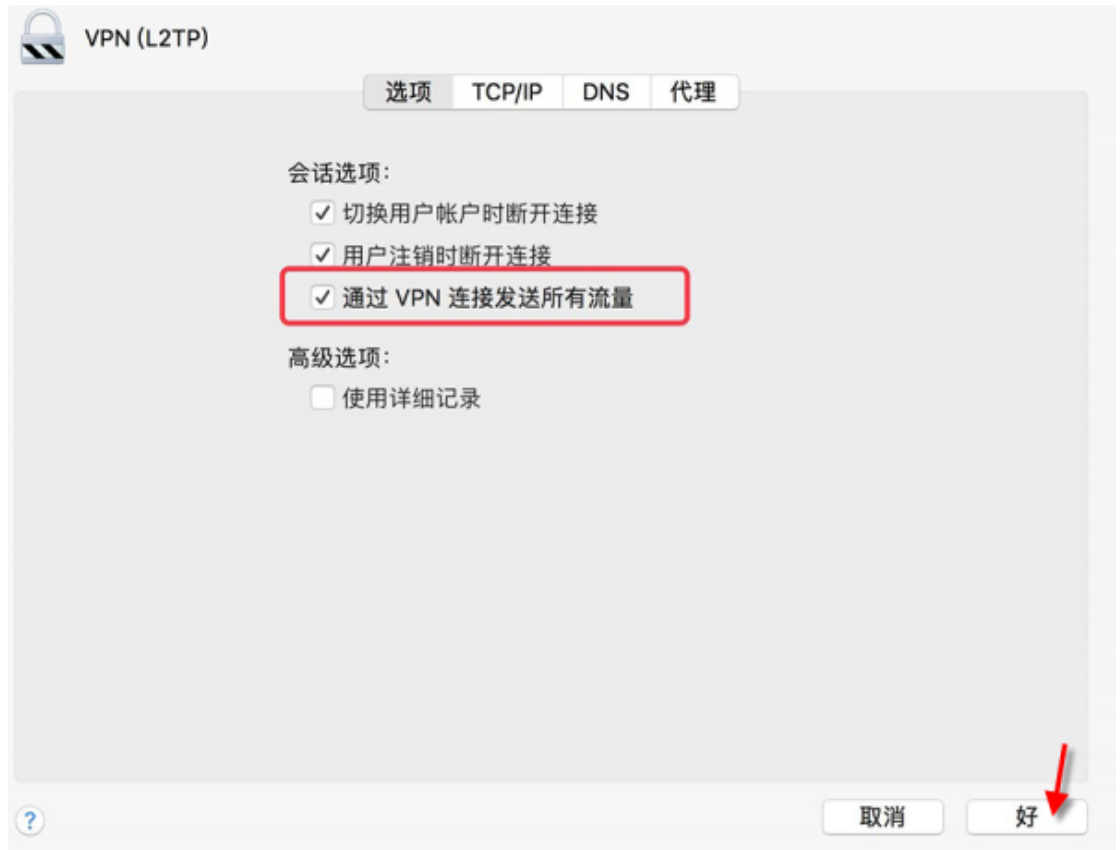 VPN (L2TP)
选项 TCP/IP DNS 代理
会话选项:
切换用户帐户时断开连接
用户注销时断开连接
通过 VPN 连接发送所有流量
高级选项:
使用详细记录
? 取消 好